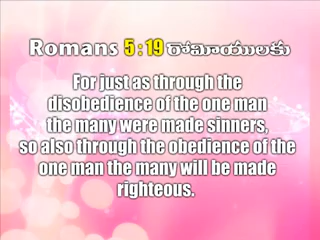 Romans 5 : 19 రోమీయులకు
For just as through the
disobedience of the one man
the many were made sinners,
so also through the obedience of the
one man the many will be made
righteous.